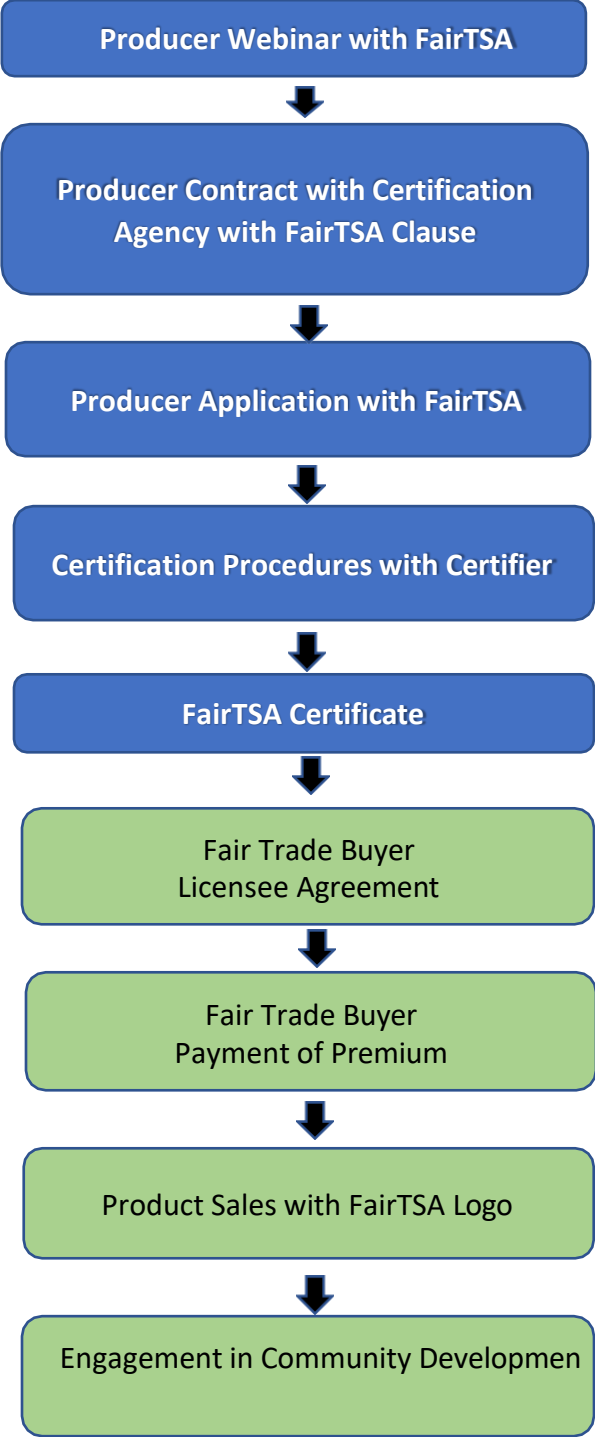 Producer Webinar with FairTSA
Producer Contract with Certification
Agency with FairTSA Clause
Producer Application with FairTSA
Certification Procedures with Certifier
FairTSA Certificate
Fair Trade Buyer
Licensee Agreement
Fair Trade Buyer
Payment of Premium
Product Sales with FairTSA Logo
Engagement in Community Developmen